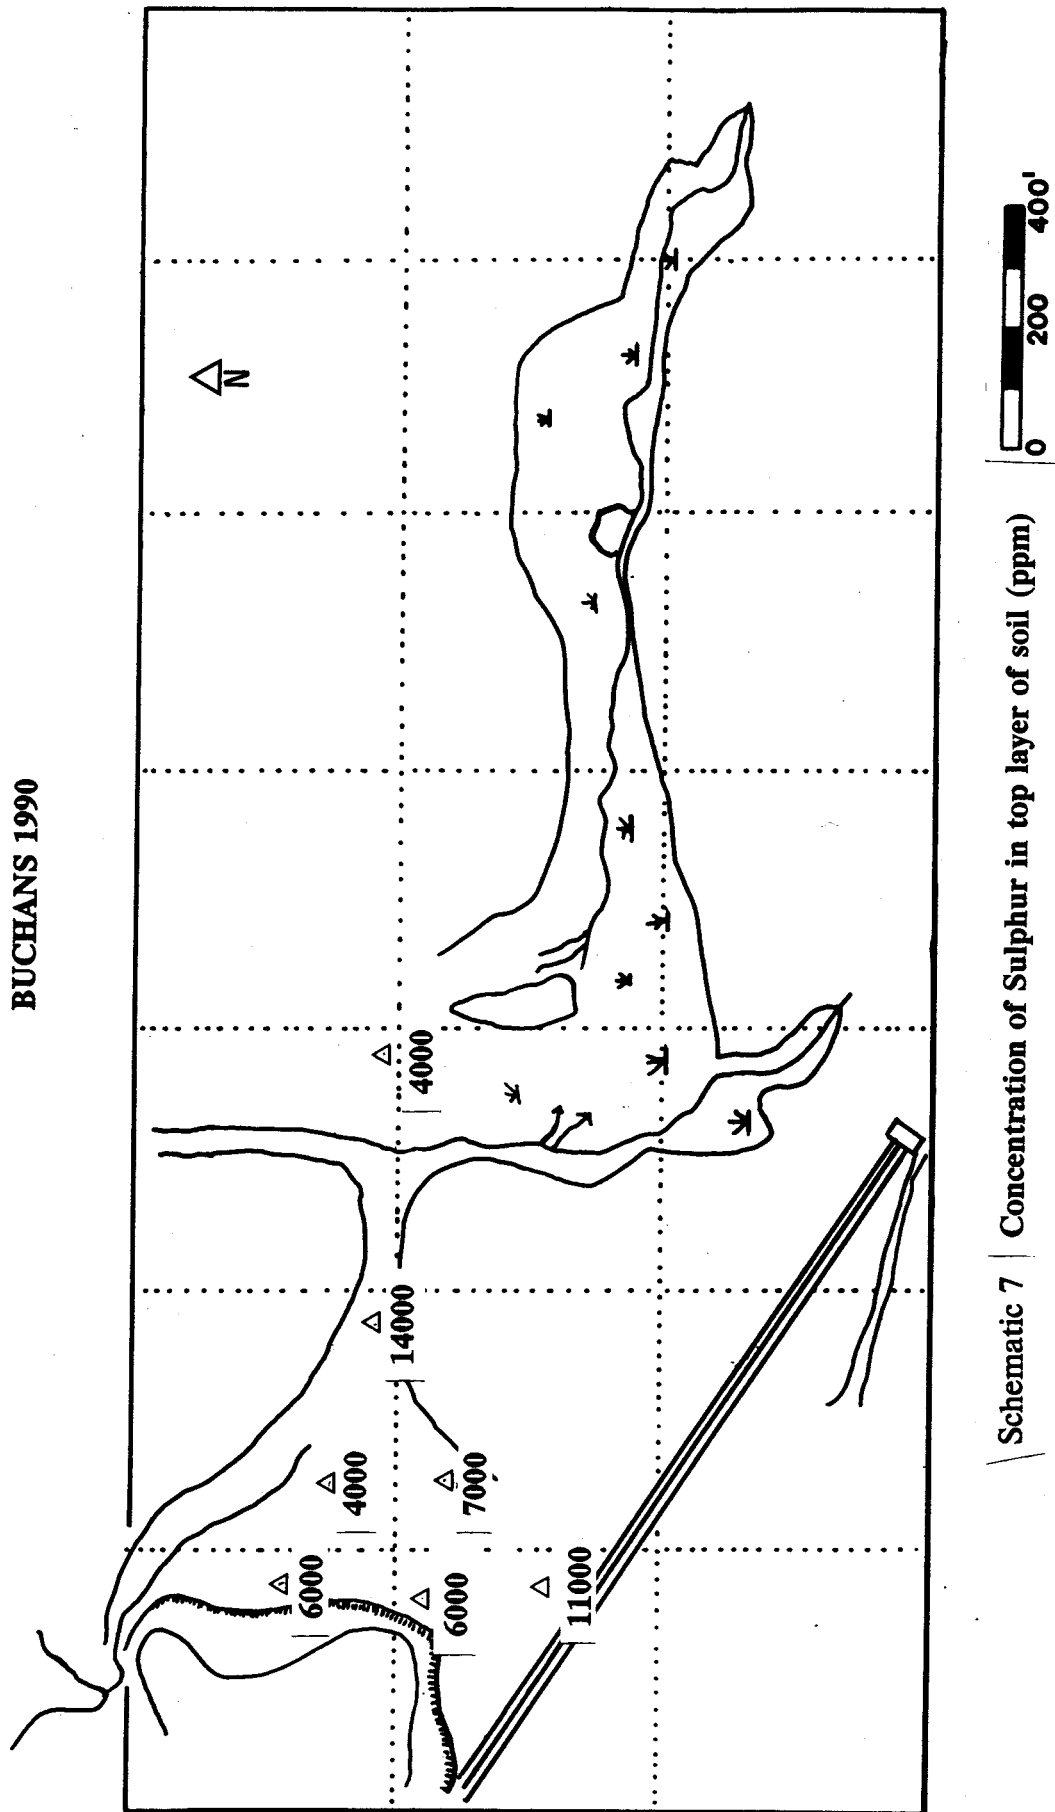 BUCHANS 1990
N
6000
4000
14000
4000
6000
7000
11000
Schematic 7 Concentration of Sulphur in top layer of soil (ppm)
0 200 400'